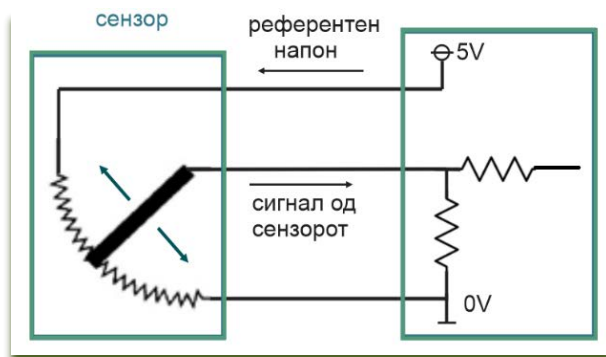 сензор
референтен
напон
5V
сигнал од
сензорот
0V